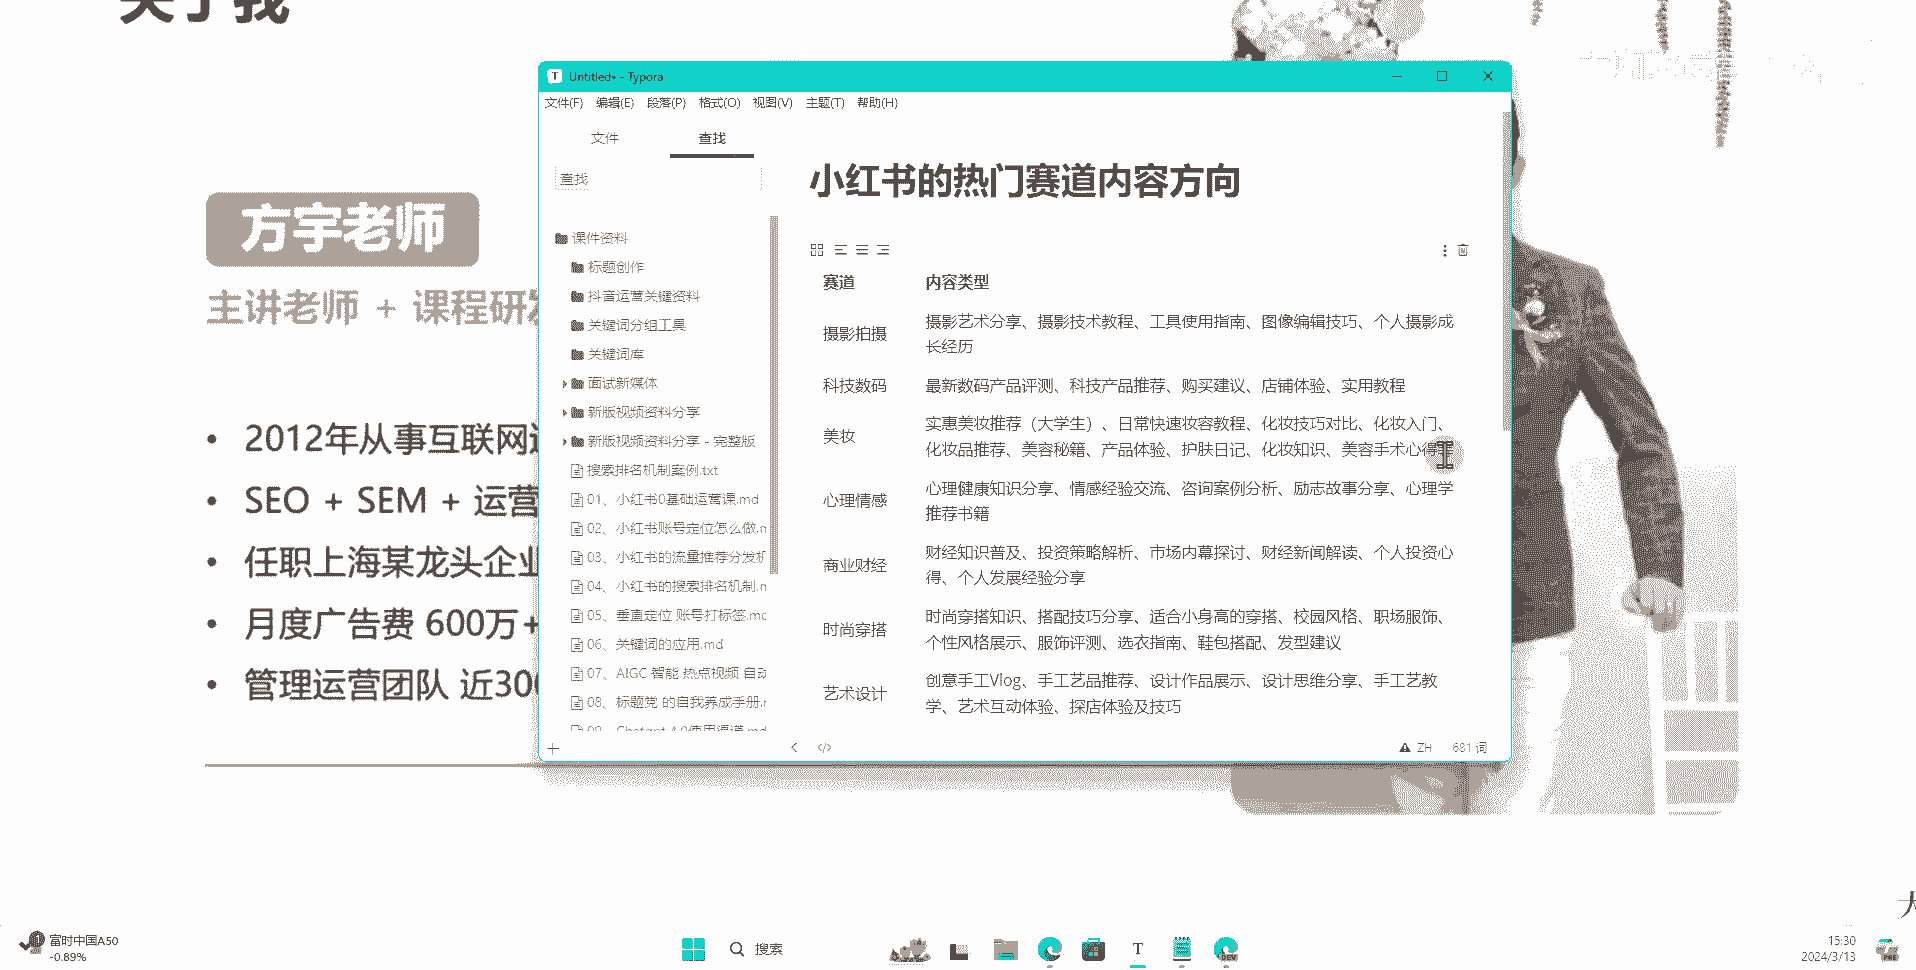 关于我
方宇老师
主讲老师 + 课程研发
2012年从事互联网
SEO + SEM + 运营
任职上海某龙头企业
月度广告费 600万+
管理运营团队 近30
Untitled• - Typora
文件(F) 编辑(E) 段落(P) 格式(O) 视图(V) 主题(T) 帮助(H)
文件 查找
查找
课件资料
标题创作
抖音运营关键资料
关键词分组工具
关键词库
面试新媒体
新版视频资料分享
新版视频资料分享 - 完整版
搜索排名机制案例.txt
01、小红书0基础运营课.md
02、小红书账号定位怎么做.m
03、小红书的流量推荐分发机
04、小红书的搜索排名机制.m
05、垂直定位 账号打标签.mc
06、关键词的应用.md
07、AIGC 智能 热点视频 自动
08、标题党 的自我养成手册.r
小红书的热门赛道内容方向
赛道 内容类型
摄影拍摄 摄影艺术分享、摄影技术教程、工具使用指南、图像编辑技巧、个人摄影成
长经历
科技数码 最新数码产品评测、科技产品推荐、购买建议、店铺体验、实用教程
美妆 实惠美妆推荐（大学生）、日常快速妆容教程、化妆技巧对比、化妆入门、
化妆品推荐、美容秘籍、产品体验、护肤日记、化妆知识、美容手术心得
心理情感 心理健康知识分享、情感经验交流、咨询案例分析、励志故事分享、心理学
推荐书籍
商业财经 财经知识普及、投资策略解析、市场内幕探讨、财经新闻解读、个人投资心
得、个人发展经验分享
时尚穿搭 时尚穿搭知识、搭配技巧分享、适合小身高的穿搭、校园风格、职场服饰、
个性风格展示、服饰评测、选衣指南、鞋包搭配、发型建议
艺术设计 创意手工Vlog、手工艺品推荐、设计作品展示、设计思维分享、手工艺教
学、艺术互动体验、探店体验及技巧
ZH 681 词
富时中国A50
-0.89%
搜索
15:30
2024/3/13